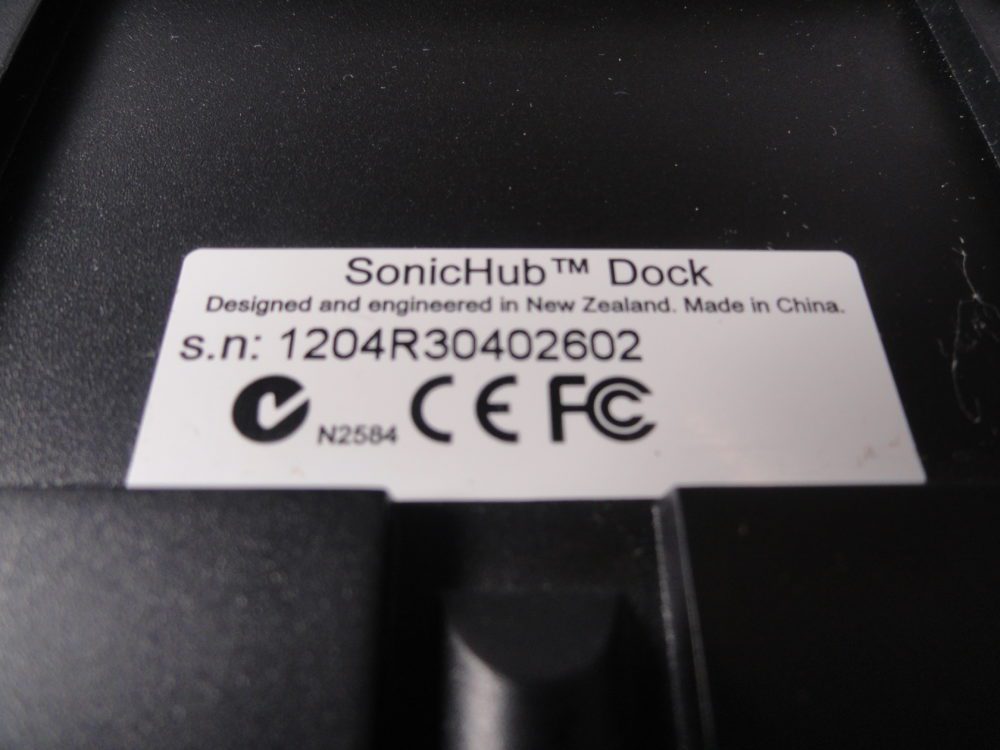 SonicHub™ Dock
Designed and engineered in New Zealand. Made in China.
s.n: 1204R30402602
N2584 CE FC